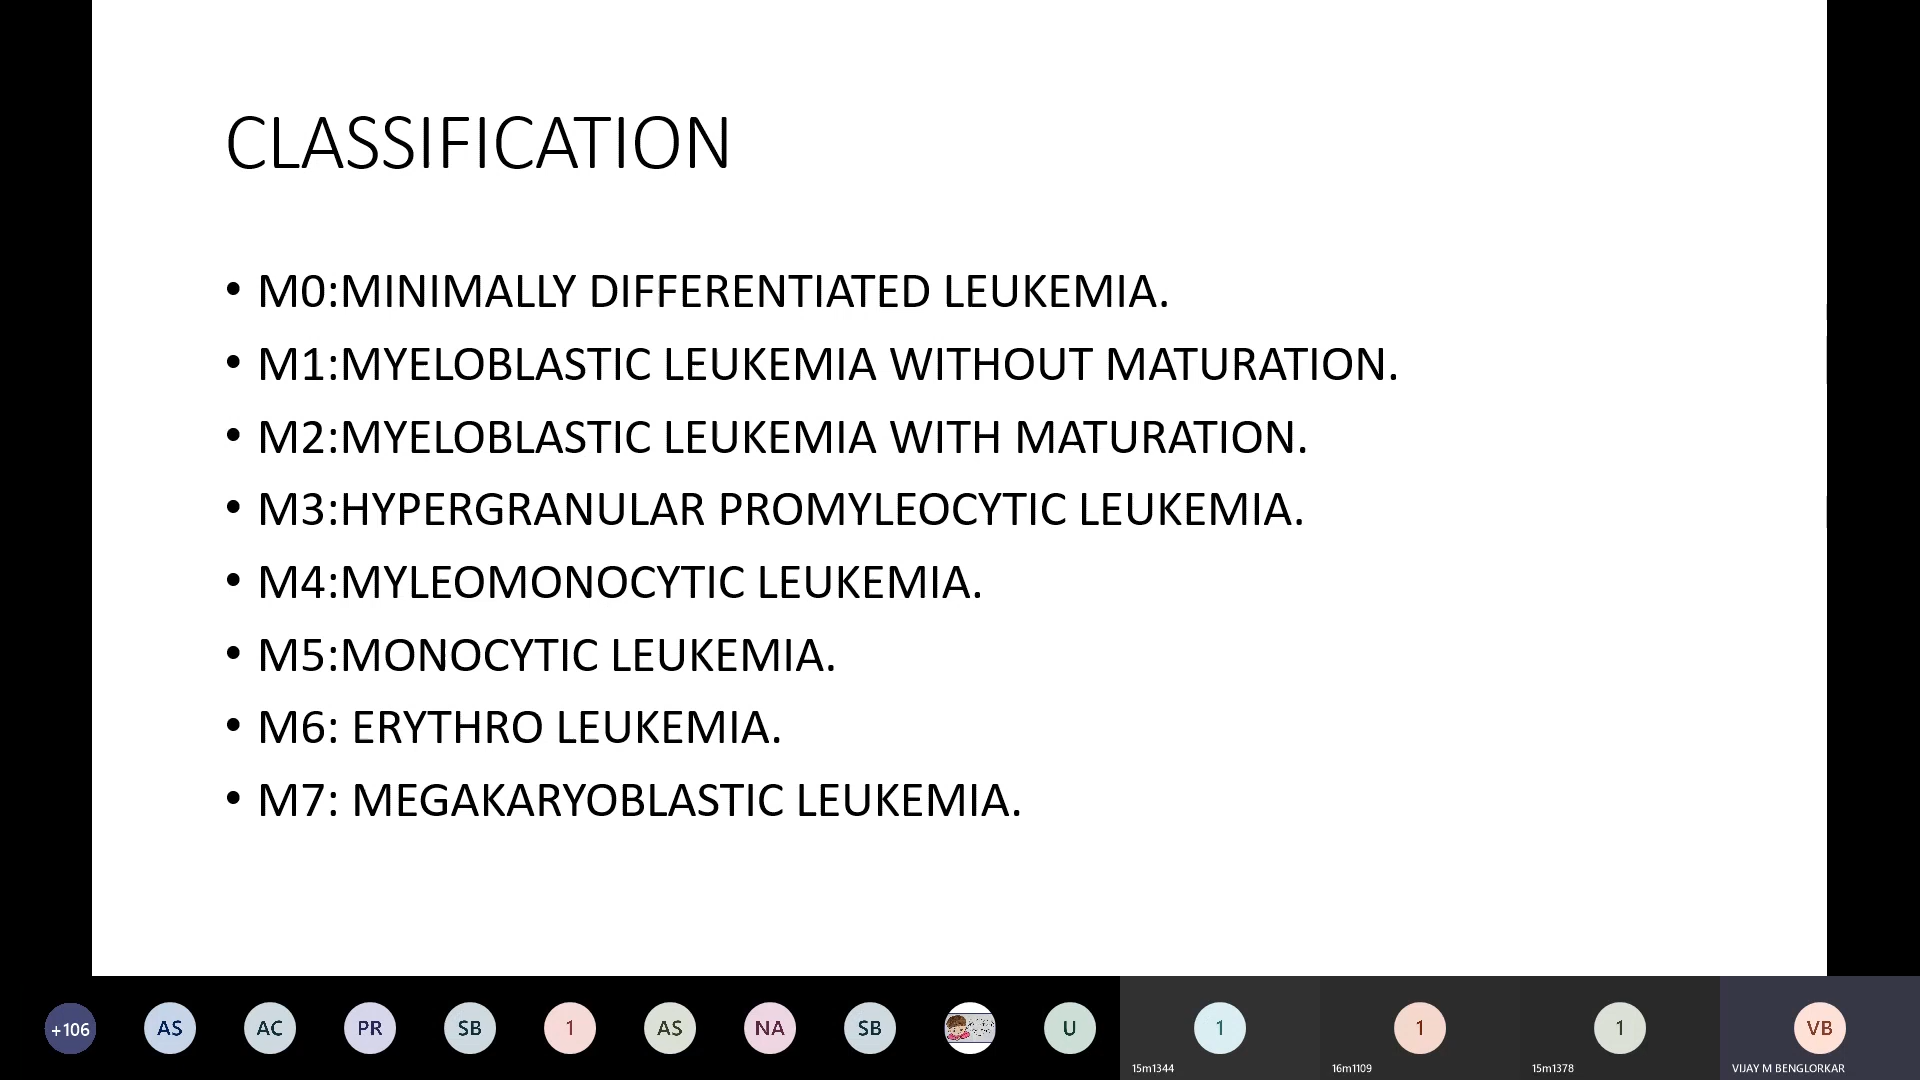 CLASSIFICATION
• M0:MINIMALLY DIFFERENTIATED LEUKEMIA.
• M1:MYELOBLASTIC LEUKEMIA WITHOUT MATURATION.
• M2:MYELOBLASTIC LEUKEMIA WITH MATURATION.
• M3:HYPERGRANULAR PROMYLEOCYTIC LEUKEMIA.
• M4:MYLEOMONOCYTIC LEUKEMIA.
• M5:MONOCYTIC LEUKEMIA.
• M6: ERYTHRO LEUKEMIA.
• M7: MEGAKARYOBLASTIC LEUKEMIA.
+106 AS AC PR SB 1 AS NA SB U 1 1 1 VB
15m1344 16m1109 15m1378 VIJAY M BENGLORKAR